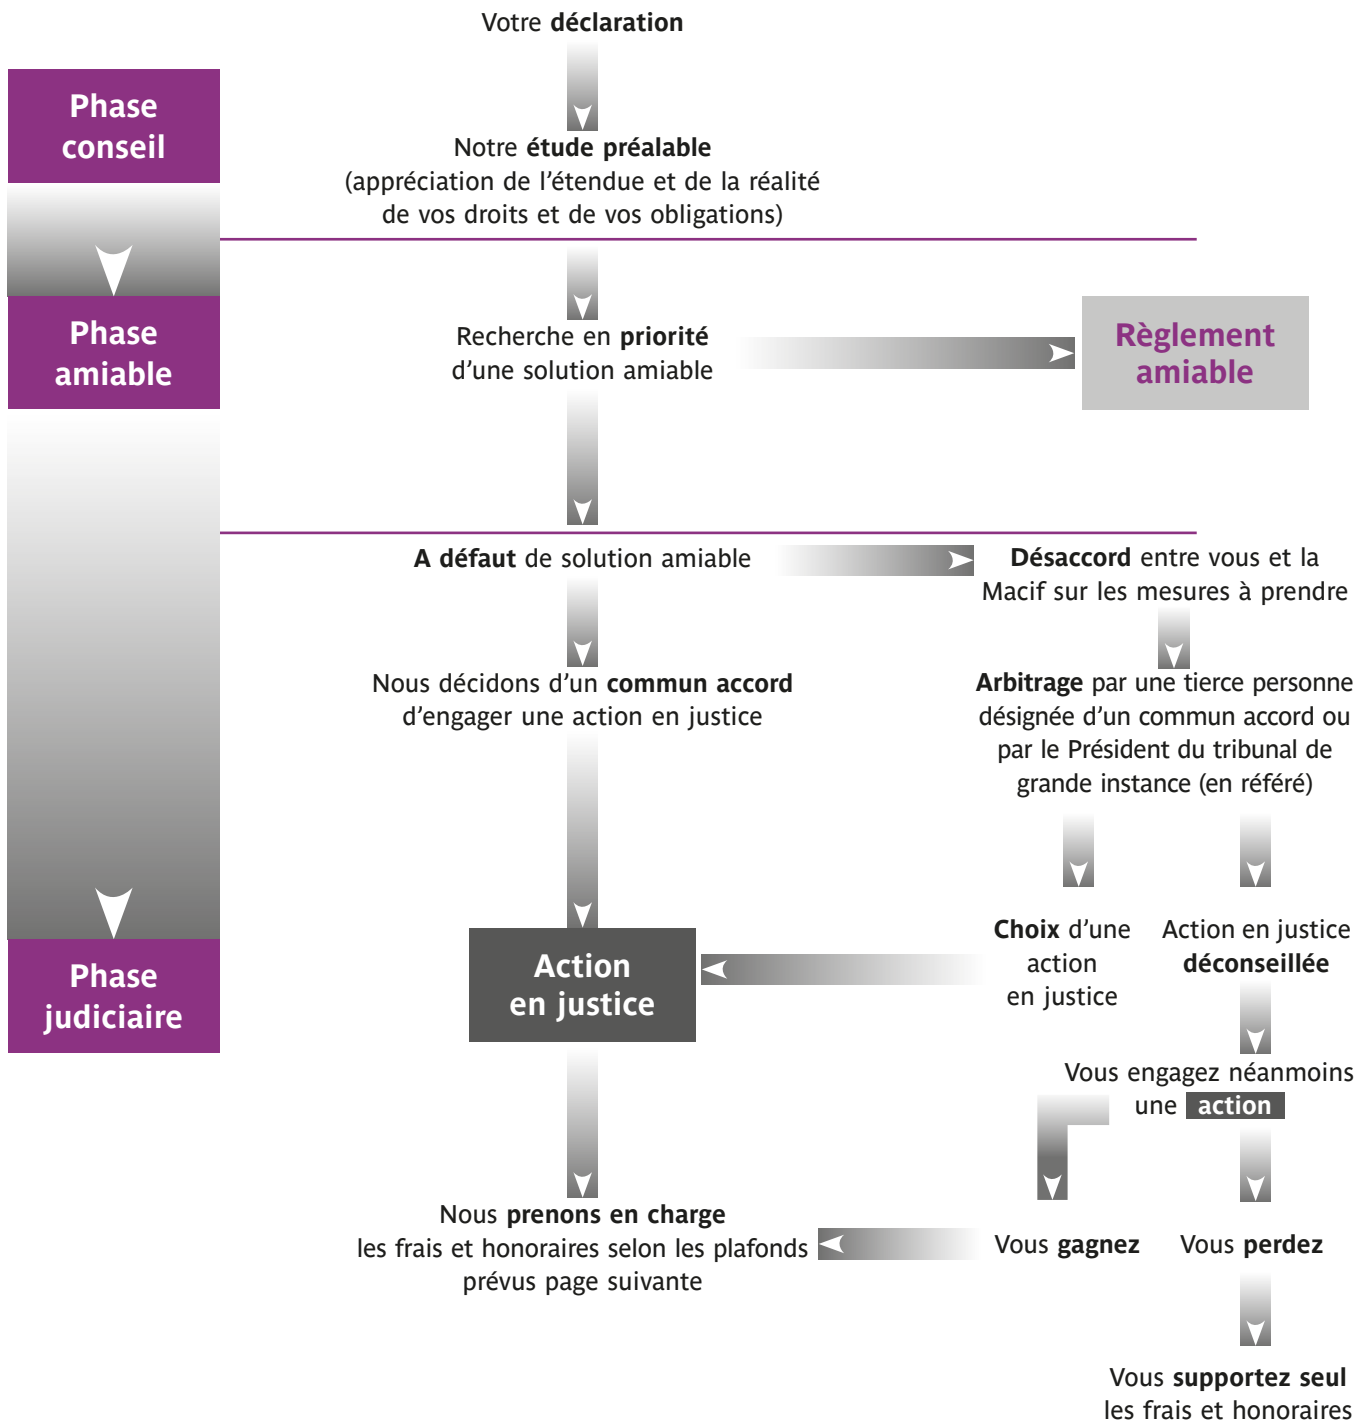 Votre déclaration
Phase
conseil
Notre étude préalable
(appréciation de l'étendue et de la réalité
de vos droits et de vos obligations)
Phase
amiable
Recherche en priorité
d'une solution amiable
Règlement
amiable
A défaut de solution amiable
Désaccord entre vous et la
Macif sur les mesures à prendre
Nous décidons d'un commun accord
d'engager une action en justice
Arbitrage par une tierce personne
désignée d'un commun accord ou
par le Président du tribunal de
grande instance (en référé)
Phase
judiciaire
Action
en justice
Choix d'une
action
en justice
Action en justice
déconseillée
Vous engagez néanmoins
une action
Nous prenons en charge
les frais et honoraires selon les plafonds
prévus page suivante
Vous gagnez
Vous perdez
Vous supportez seul
les frais et honoraires